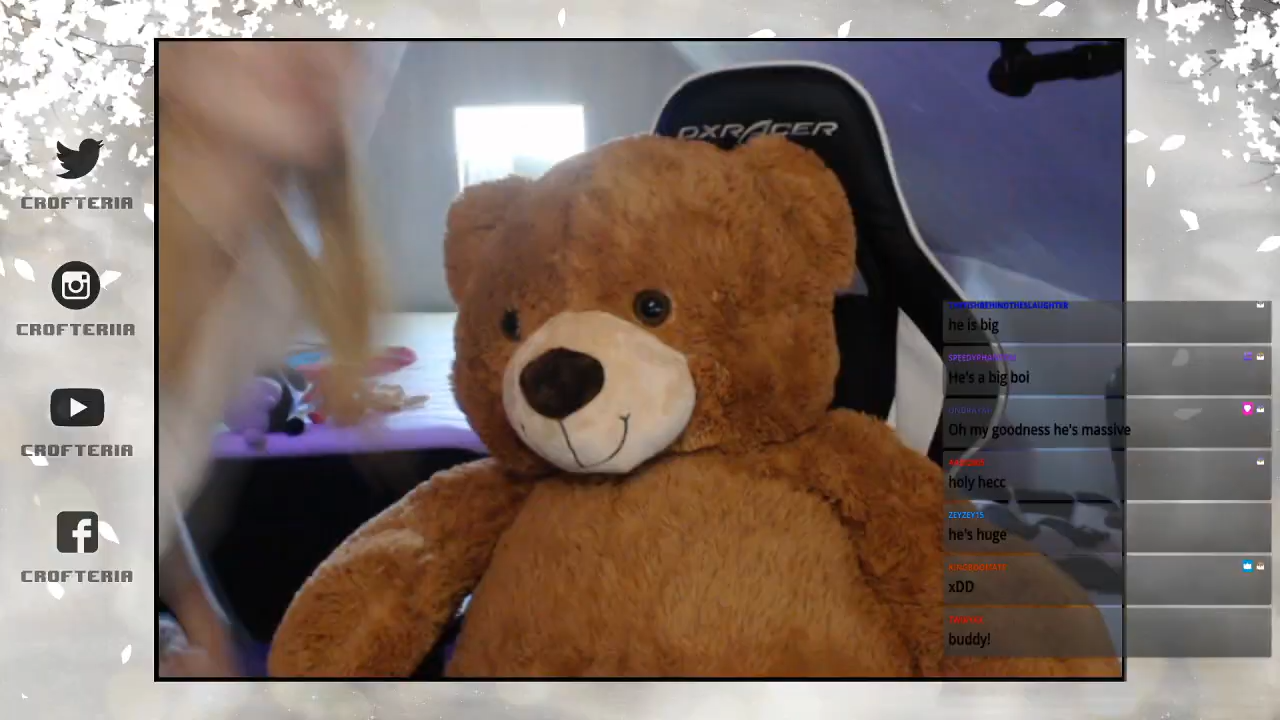 CROFTERIA
CROFTERIIA
CROFTERIA
CROFTERIA
DXRACER
he is big
He's a big boi
Oh my goodness he's massive
holy hecc
ZEYZEY15
he's huge
xDD
buddy!